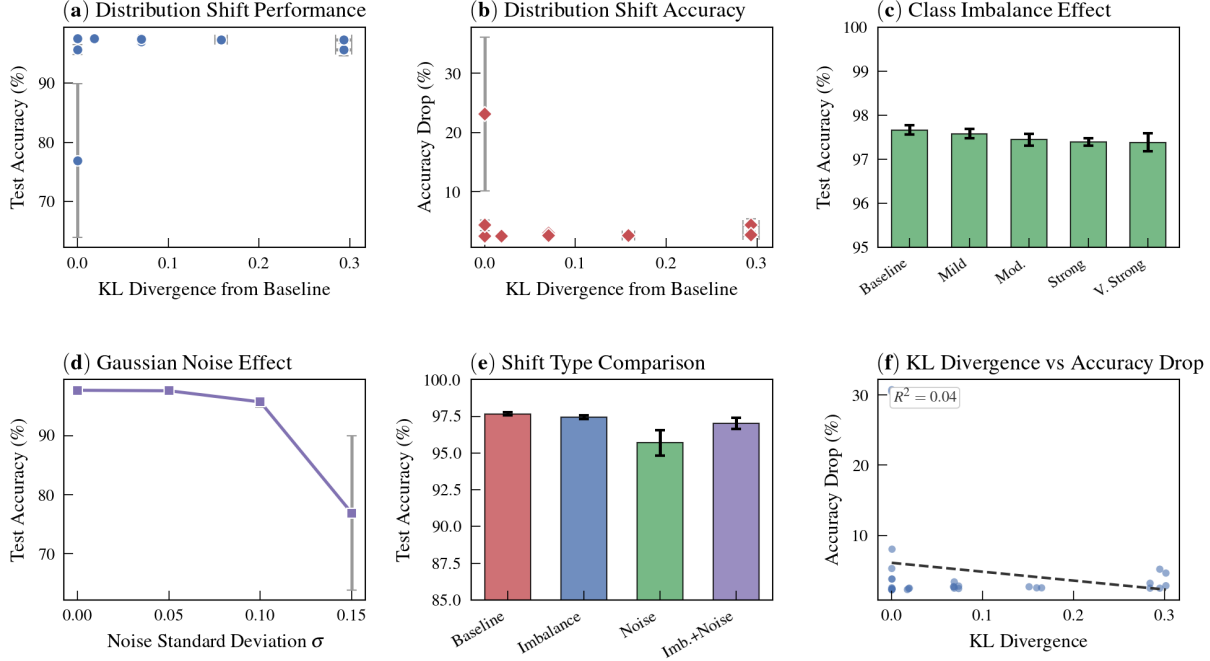 (a) Distribution Shift Performance
Test Accuracy (%)
90
80
70
0.0 0.1 0.2 0.3
KL Divergence from Baseline
(b) Distribution Shift Accuracy
Accuracy Drop (%)
30
20
10
0.0 0.1 0.2 0.3
KL Divergence from Baseline
(c) Class Imbalance Effect
Test Accuracy (%)
100
99
98
97
96
95
Baseline Mild Mod. Strong V. Strong
(d) Gaussian Noise Effect
Test Accuracy (%)
90
80
70
0.00 0.05 0.10 0.15
Noise Standard Deviation σ
(e) Shift Type Comparison
Test Accuracy (%)
100.0
97.5
95.0
92.5
90.0
87.5
85.0
Baseline Imbalance Noise Imb.+Noise
(f) KL Divergence vs Accuracy Drop
R² = 0.04
Accuracy Drop (%)
30
20
10
0.0 0.1 0.2 0.3
KL Divergence